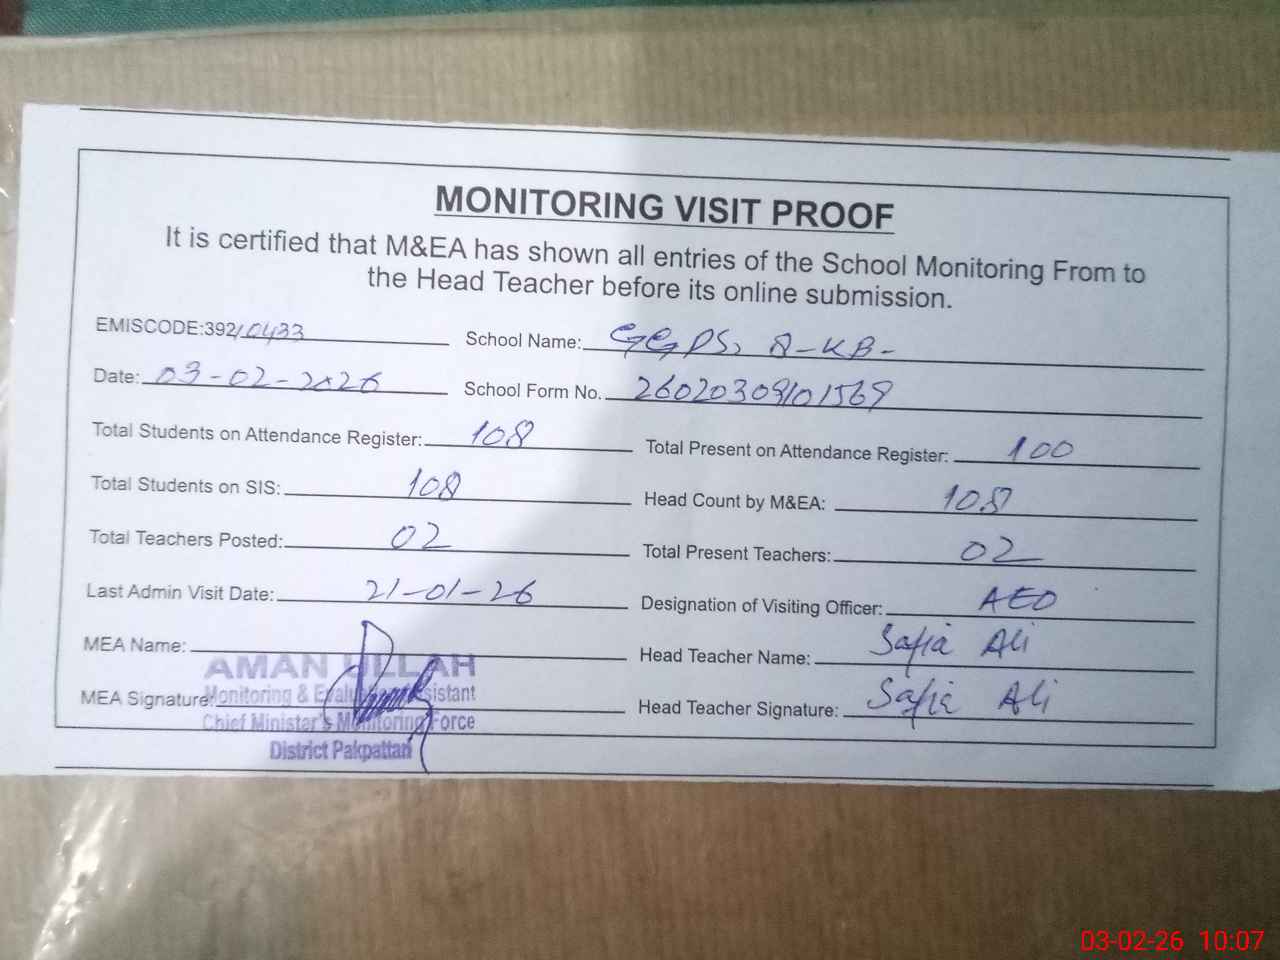 MONITORING VISIT PROOF
It is certified that M&EA has shown all entries of the School Monitoring From to
the Head Teacher before its online submission.
EMISCODE:392/0433 School Name: GGPS, 8-KB-
Date: 03-02-2026 School Form No. 26020309101569
Total Students on Attendance Register: 108 Total Present on Attendance Register: 100
Total Students on SIS: 108 Head Count by M&EA: 108
Total Teachers Posted: 02 Total Present Teachers: 02
Last Admin Visit Date: 21-01-26 Designation of Visiting Officer: AEO
MEA Name: Head Teacher Name: Safia Ali
AMAN ULLAH
MEA Signature: Head Teacher Signature: Safia Ali
Monitoring & Evaluation Assistant
Chief Ministar's Monitoring Force
District Pakpattan
03-02-26 10:07